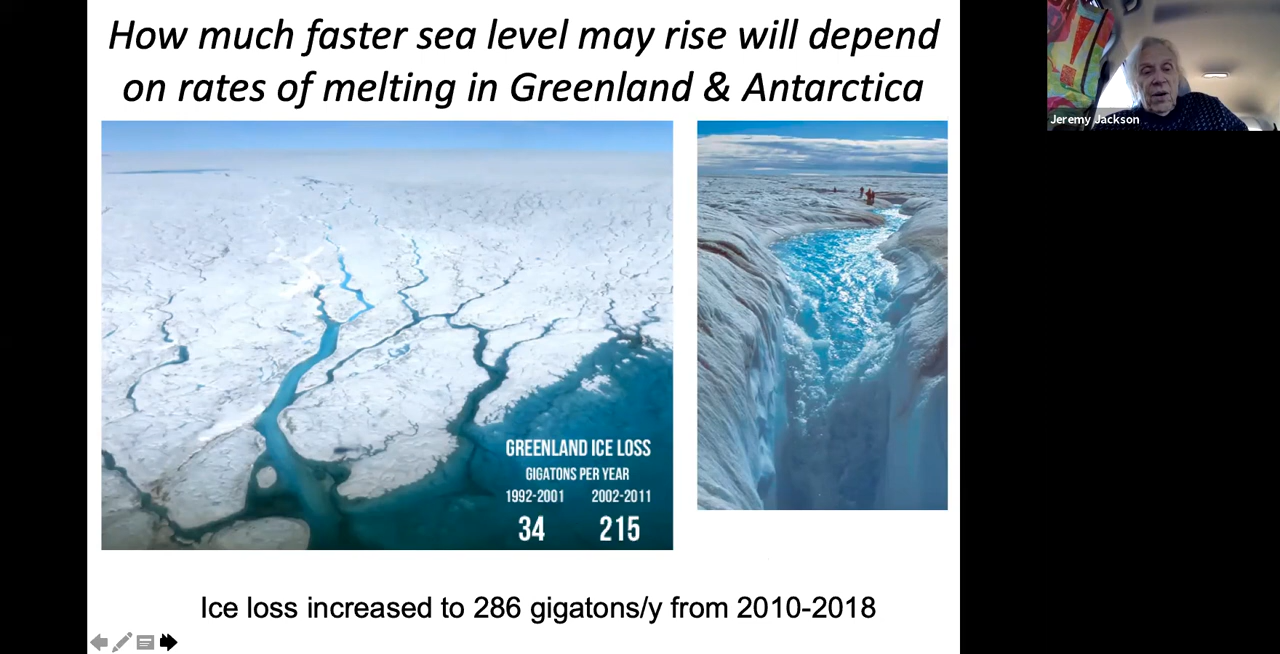 How much faster sea level may rise will depend
on rates of melting in Greenland & Antarctica
Jeremy Jackson
GREENLAND ICE LOSS
GIGATONS PER YEAR
1992-2001 2002-2011
34 215
Ice loss increased to 286 gigatons/y from 2010-2018